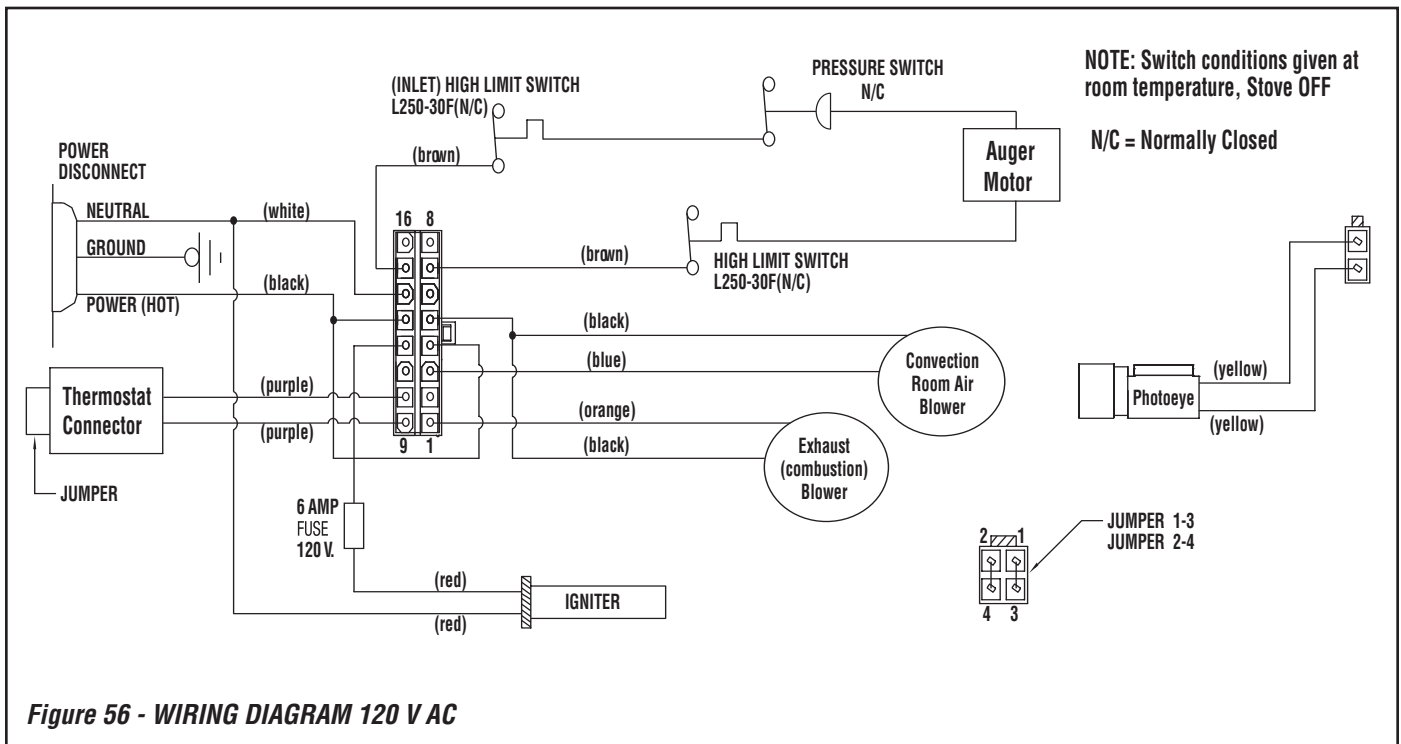 NOTE: Switch conditions given at
room temperature, Stove OFF
N/C = Normally Closed
(INLET) HIGH LIMIT SWITCH
L250-30F(N/C)
PRESSURE SWITCH
N/C
(brown)
Auger
Motor
POWER
DISCONNECT
NEUTRAL
(white)
GROUND
(black)
POWER (HOT)
16 8
(brown)
HIGH LIMIT SWITCH
L250-30F(N/C)
(black)
(blue)
Convection
Room Air
Blower
(yellow)
Photoeye
(yellow)
Thermostat
Connector
(purple)
(purple)
JUMPER
9 1
(orange)
(black)
Exhaust
(combustion)
Blower
6 AMP
FUSE
120 V.
(red)
(red)
IGNITER
2 1
4 3
JUMPER 1-3
JUMPER 2-4
Figure 56 - WIRING DIAGRAM 120 V AC